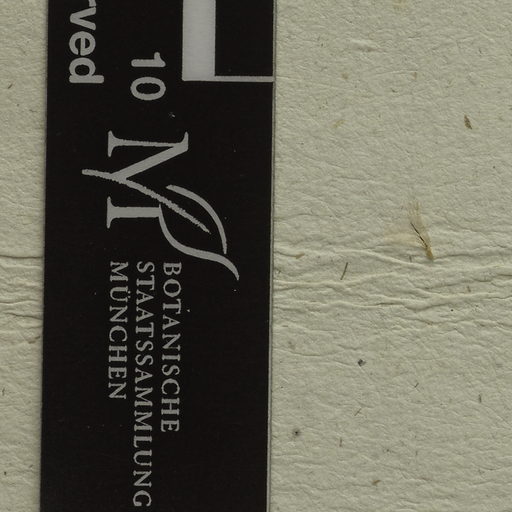 rved
10
BOTANISCHE
STAATSSAMMLUNG
MÜNCHEN